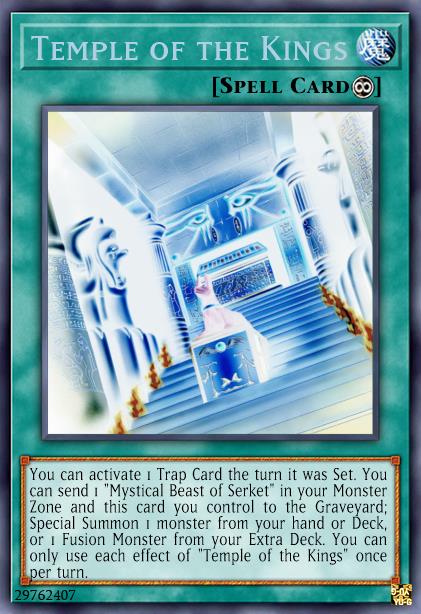 TEMPLE OF THE KINGS
魔
[SPELL CARD]
You can activate 1 Trap Card the turn it was Set. You
can send 1 "Mystical Beast of Serket" in your Monster
Zone and this card you control to the Graveyard;
Special Summon 1 monster from your hand or Deck,
or 1 Fusion Monster from your Extra Deck. You can
only use each effect of "Temple of the Kings" once
per turn.
29762407